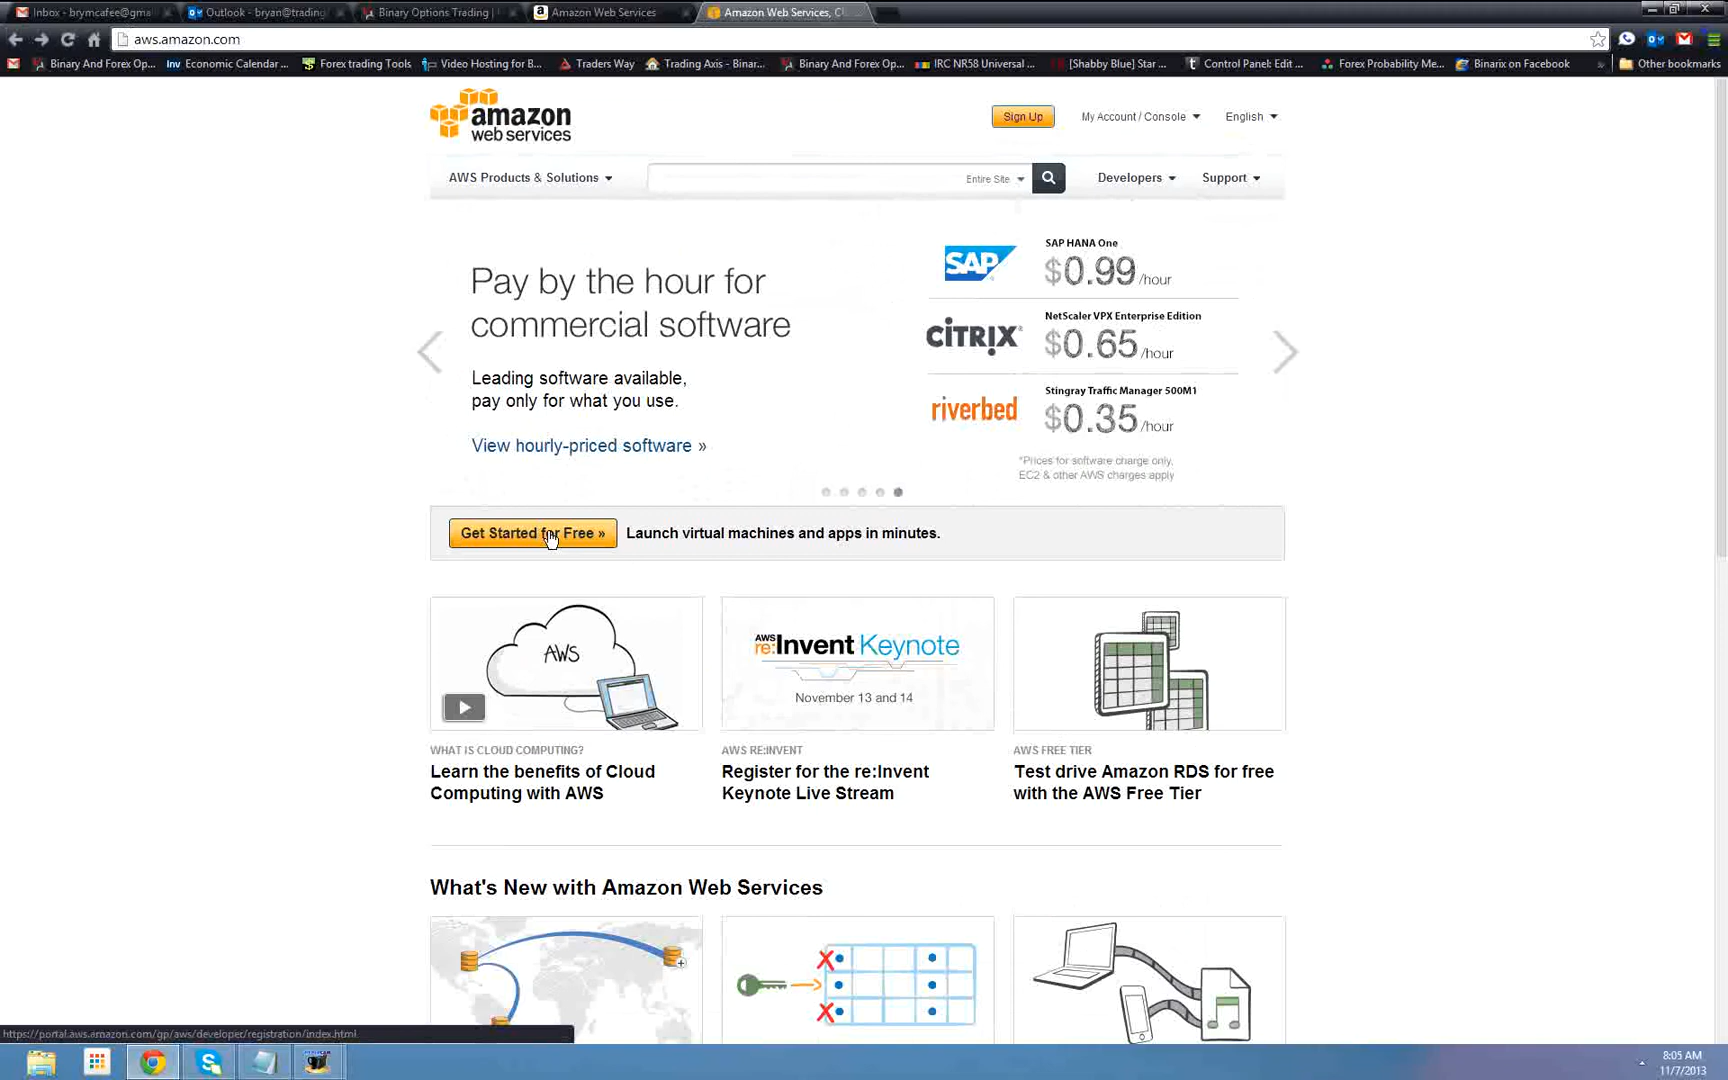 Inbox - brymcafee@gmai
Outlook - bryan@trading
Binary Options Trading |
Amazon Web Services
Amazon Web Services, C
aws.amazon.com
Binary And Forex Op...
Economic Calendar ...
Forex trading Tools
Video Hosting for B...
Traders Way
Trading Axis - Binar...
Binary And Forex Op...
IRC NR58 Universal ...
[Shabby Blue] Star ...
Control Panel: Edit ...
Forex Probability Me...
Binarix on Facebook
Other bookmarks
amazon
web services
Sign Up
My Account / Console
English
AWS Products & Solutions
Entire Site
Developers
Support
Pay by the hour for
commercial software
Leading software available,
pay only for what you use.
View hourly-priced software »
SAP
SAP HANA One
$0.99 /hour
CITRIX
NetScaler VPX Enterprise Edition
$0.65 /hour
riverbed
Stingray Traffic Manager 500M1
$0.35 /hour
*Prices for software charge only.
EC2 & other AWS charges apply
Get Started for Free »
Launch virtual machines and apps in minutes.
AWS
AWS
re:Invent Keynote
November 13 and 14
WHAT IS CLOUD COMPUTING?
Learn the benefits of Cloud
Computing with AWS
AWS RE:INVENT
Register for the re:Invent
Keynote Live Stream
AWS FREE TIER
Test drive Amazon RDS for free
with the AWS Free Tier
What's New with Amazon Web Services
https://portal.aws.amazon.com/gp/aws/developer/registration/index.html
8:05 AM
11/7/2013